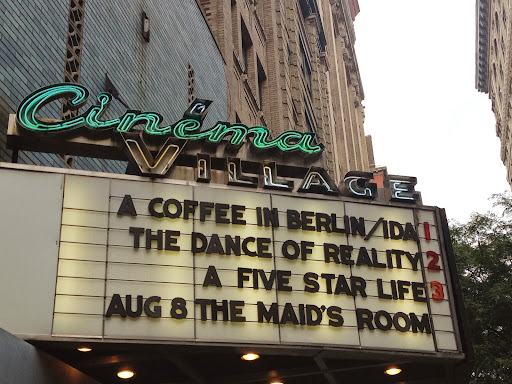 Cinéma
VILLAGE
A COFFEE IN BERLIN/IDA 1
THE DANCE OF REALITY 2
A FIVE STAR LIFE 3
AUG 8 THE MAID'S ROOM